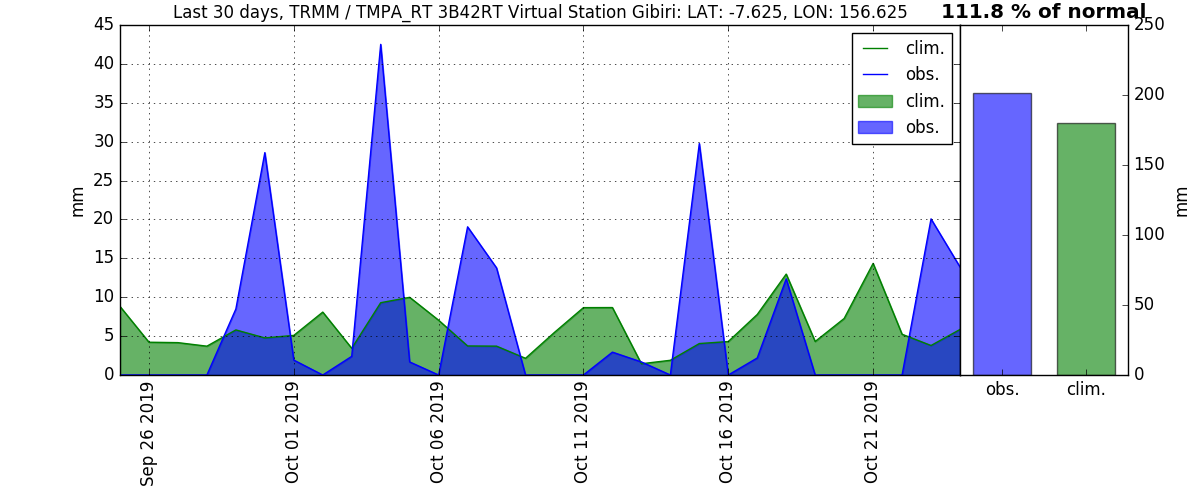 Last 30 days, TRMM / TMPA_RT 3B42RT Virtual Station Gibiri: LAT: -7.625, LON: 156.625
111.8 % of normal
45
40
35
30
25
20
15
10
5
0
mm
clim.
obs.
clim.
obs.
Sep 26 2019
Oct 01 2019
Oct 06 2019
Oct 11 2019
Oct 16 2019
Oct 21 2019
250
200
150
100
50
0
mm
obs.
clim.